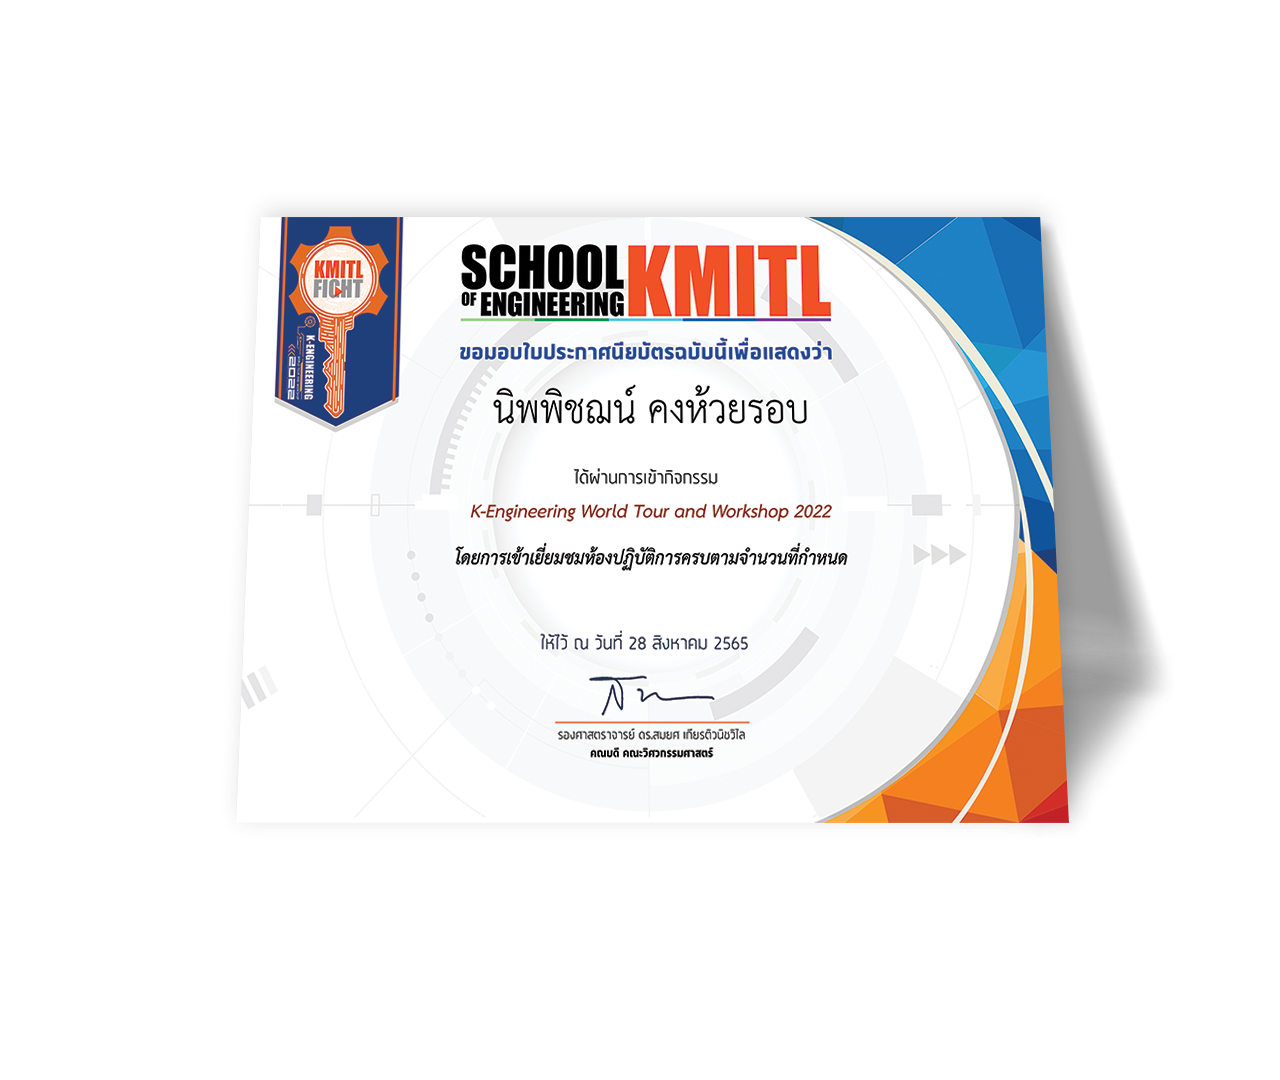 KMITL
FIGHT
K-ENGINEERING
2022
SCHOOL
OF ENGINEERING
KMITL
ขอมอบใบประกาศนียบัตรฉบับนี้เพื่อแสดงว่า
นิพพิชฌน์ คงห้วยรอบ
ได้ผ่านการเข้ากิจกรรม
K-Engineering World Tour and Workshop 2022
โดยการเข้าเยี่ยมชมห้องปฏิบัติการครบตามจำนวนที่กำหนด
ให้ไว้ ณ วันที่ 28 สิงหาคม 2565
รองศาสตราจารย์ ดร.สมยศ เกียรติวนิชวิไล
คณบดี คณะวิศวกรรมศาสตร์